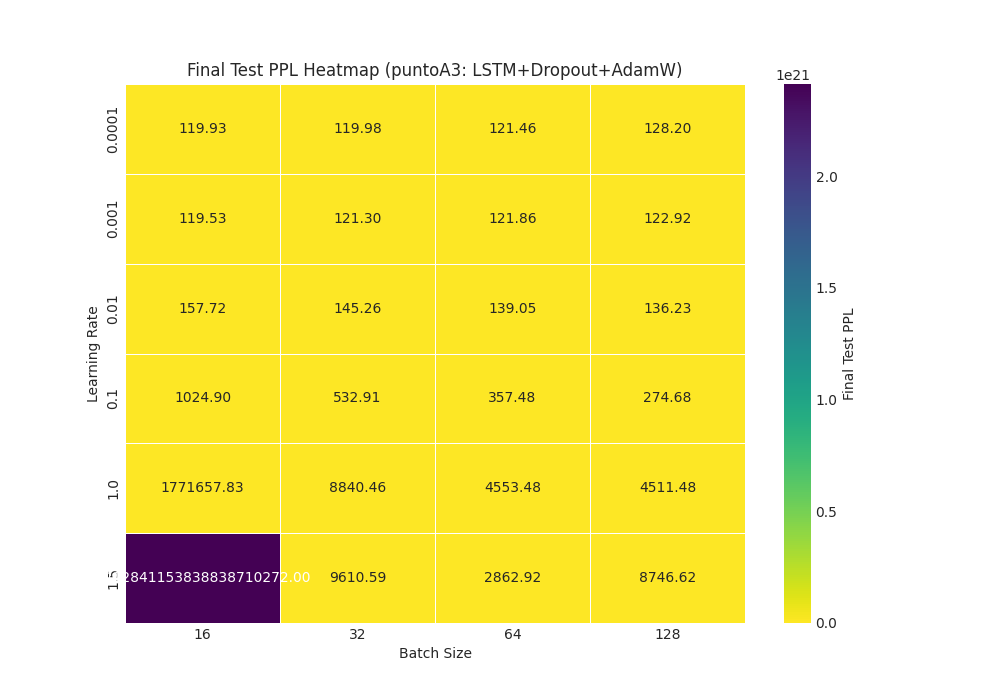 Final Test PPL Heatmap (puntoA3: LSTM+Dropout+AdamW)
1e21
0.0001 119.93 119.98 121.46 128.20
0.001 119.53 121.30 121.86 122.92
0.01 157.72 145.26 139.05 136.23
0.1 1024.90 532.91 357.48 274.68
1.0 1771657.83 8840.46 4553.48 4511.48
1.5 9610.59 2862.92 8746.62
16 32 64 128
Batch Size
Learning Rate
2.0
1.5
1.0
0.5
0.0
Final Test PPL